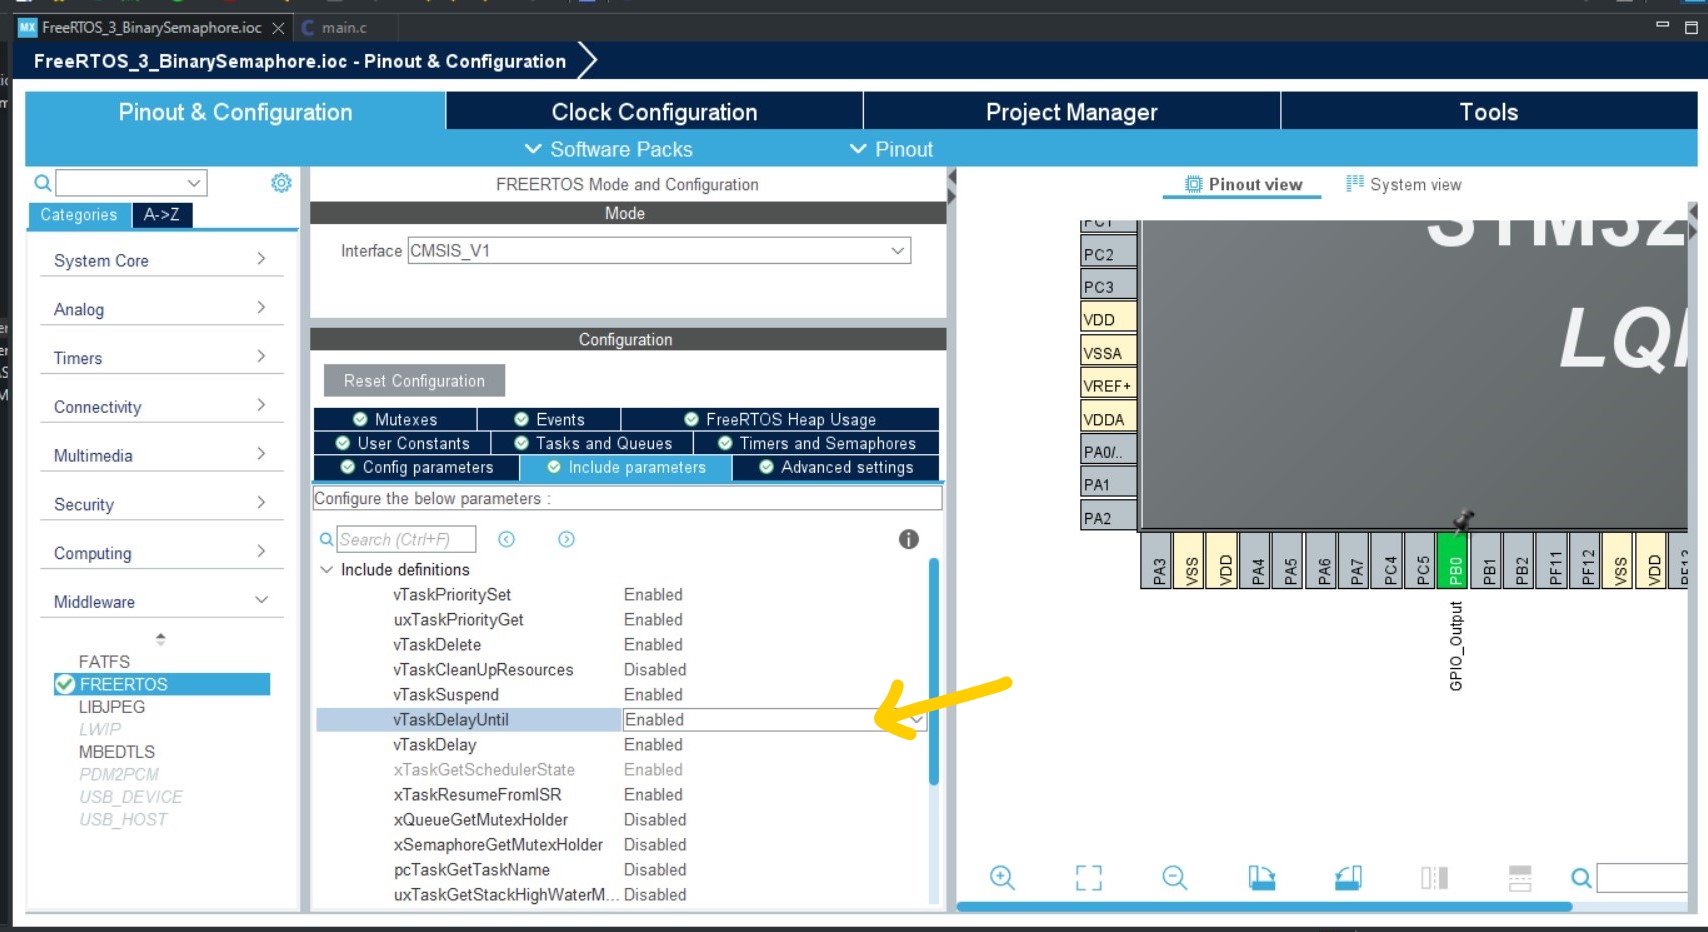 MX FreeRTOS_3_BinarySemaphore.ioc
main.c
FreeRTOS_3_BinarySemaphore.ioc - Pinout & Configuration
Pinout & Configuration
Clock Configuration
Project Manager
Tools
Software Packs
Pinout
Categories
A->Z
System Core
Analog
Timers
Connectivity
Multimedia
Security
Computing
Middleware
FATFS
FREERTOS
LIBJPEG
LWIP
MBEDTLS
PDM2PCM
USB_DEVICE
USB_HOST
FREERTOS Mode and Configuration
Mode
Interface CMSIS_V1
Configuration
Reset Configuration
Mutexes
Events
FreeRTOS Heap Usage
User Constants
Tasks and Queues
Timers and Semaphores
Config parameters
Include parameters
Advanced settings
Configure the below parameters :
Search (Ctrl+F)
Include definitions
vTaskPrioritySet Enabled
uxTaskPriorityGet Enabled
vTaskDelete Enabled
vTaskCleanUpResources Disabled
vTaskSuspend Enabled
vTaskDelayUntil Enabled
vTaskDelay Enabled
xTaskGetSchedulerState Enabled
xTaskResumeFromISR Enabled
xQueueGetMutexHolder Disabled
xSemaphoreGetMutexHolder Disabled
pcTaskGetTaskName Disabled
uxTaskGetStackHighWaterM... Disabled
Pinout view
System view
PC1
PC2
PC3
VDD
VSSA
VREF+
VDDA
PA0/..
PA1
PA2
STM32
LQ
PA3
VSS
VDD
PA4
PA5
PA6
PA7
PC4
PC5
PB0
PB1
PB2
PF11
PF12
VSS
VDD
GPIO_Output